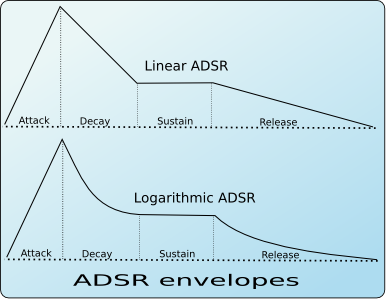 Linear ADSR
Attack Decay Sustain Release
Logarithmic ADSR
Attack Decay Sustain Release
ADSR envelopes